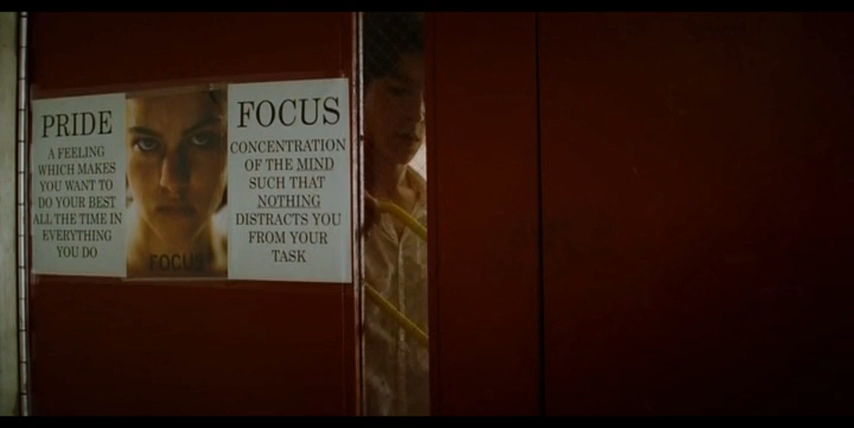 PRIDE
A FEELING
WHICH MAKES
YOU WANT TO
DO YOUR BEST
ALL THE TIME IN
EVERYTHING
YOU DO
FOCUS
FOCUS
CONCENTRATION
OF THE MIND
SUCH THAT
NOTHING
DISTRACTS YOU
FROM YOUR
TASK